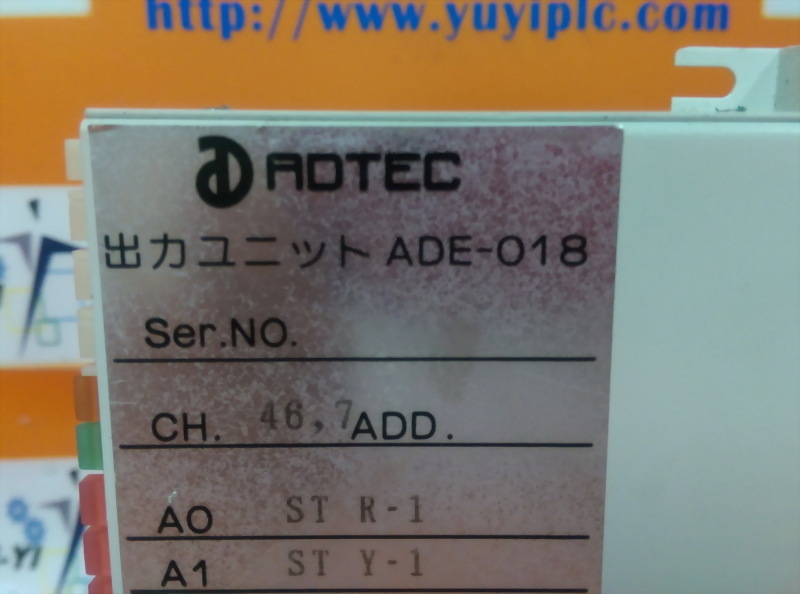 http://www.yuyiplc.com
ADTEC
出力ユニット ADE-018
Ser.NO.
CH. 46,7 ADD.
A0 ST R-1
A1 ST Y-1